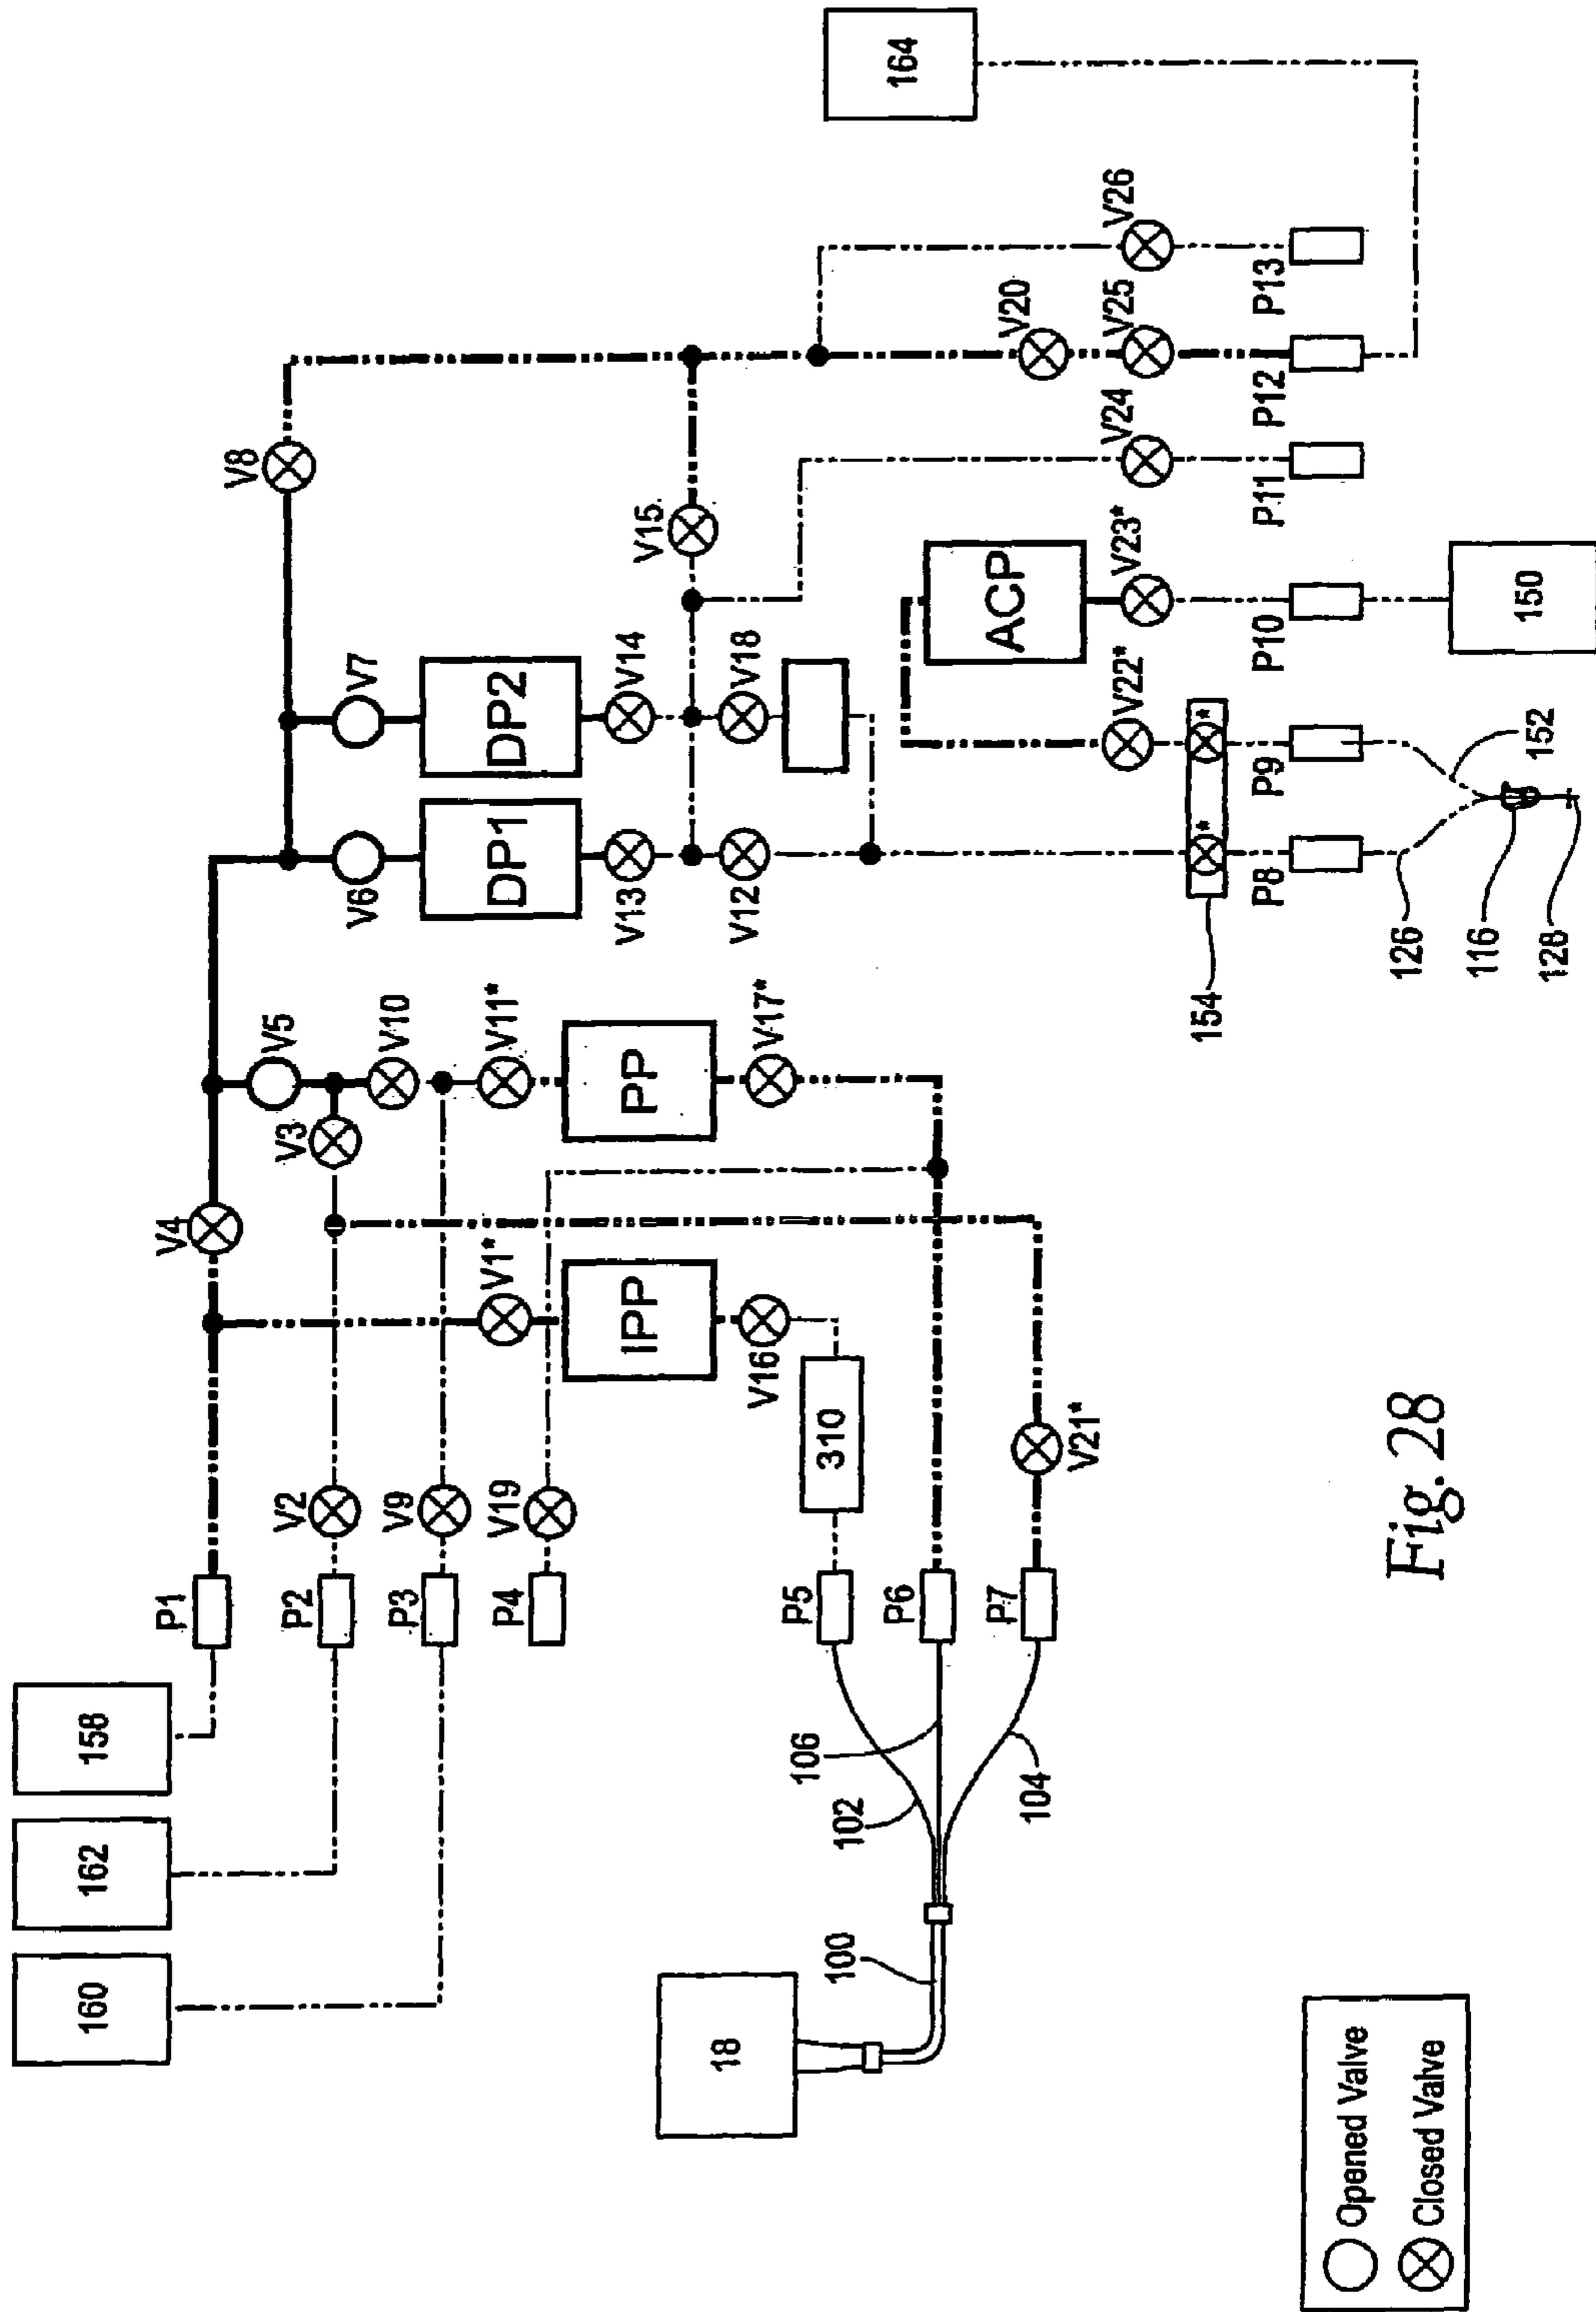 160
162
158
P1
P2
P3
P4
V2
V9
V19
V4
V3
V5
V10
V11*
V1*
IPP
PP
V16
V17*
310
P5
P6
P7
V21*
18
100
102
106
104
V6
V7
V8
DP1
DP2
V13
V14
V15
V12
V18
ACP
V22*
V23*
V24
V20
V25
V26
154
*
*
P8
P9
P10
P11
P12
P13
126
116
128
152
150
164
Opened Valve
Closed Valve
Fig. 28